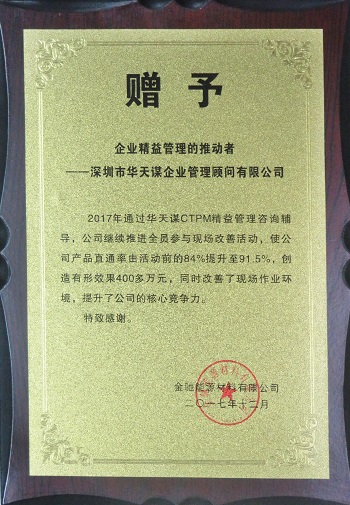 赠予
企业精益管理的推动者
——深圳市华天谋企业管理顾问有限公司
2017年通过华天谋CTPM精益管理咨询辅
导，公司继续推进全员参与现场改善活动，使公
司产品直通率由活动前的84%提升至91.5%，创
造有形效果400多万元，同时改善了现场作业环
境，提升了公司的核心竞争力。
特致感谢。
金驰能源材料有限公司
二〇一七年十二月